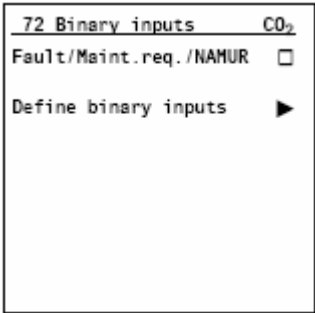 72 Binary inputs CO₂
Fault/Maint.req./NAMUR
Define binary inputs